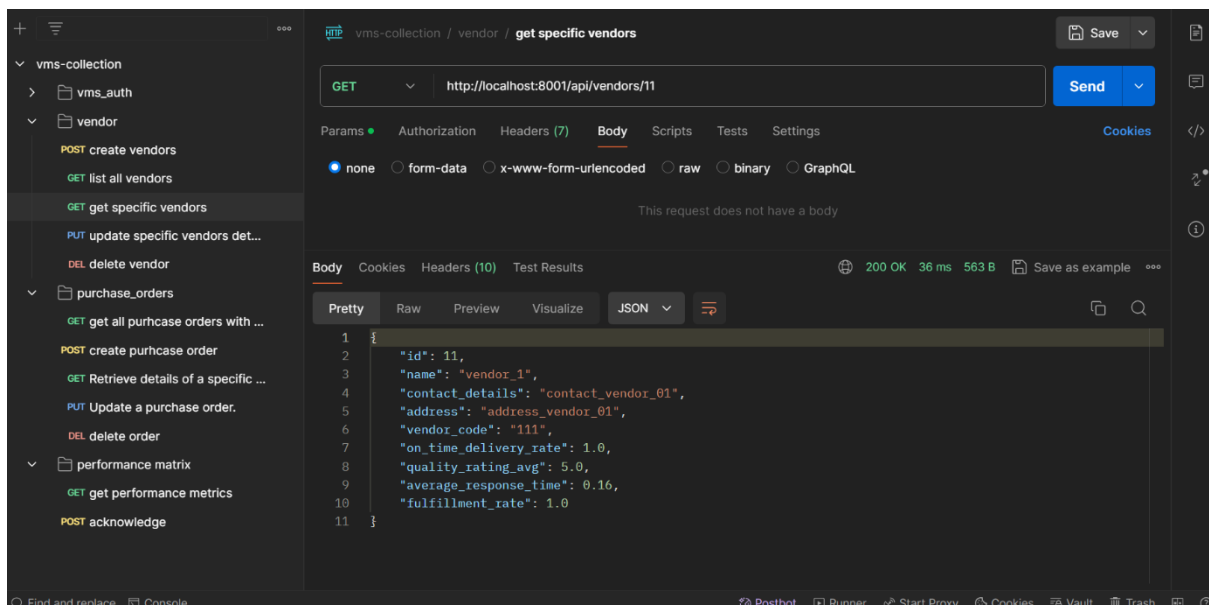 vms-collection / vendor / get specific vendors
Save
vms-collection
vms_auth
vendor
POST create vendors
GET list all vendors
GET get specific vendors
PUT update specific vendors det...
DEL delete vendor
purchase_orders
GET get all purhcase orders with ...
POST create purhcase order
GET Retrieve details of a specific ...
PUT Update a purchase order.
DEL delete order
performance matrix
GET get performance metrics
POST acknowledge
HTTP
GET http://localhost:8001/api/vendors/11 Send
Params Authorization Headers (7) Body Scripts Tests Settings Cookies
none form-data x-www-form-urlencoded raw binary GraphQL
This request does not have a body
Body Cookies Headers (10) Test Results 200 OK 36 ms 563 B Save as example
Pretty Raw Preview Visualize JSON
1 {
2 "id": 11,
3 "name": "vendor_1",
4 "contact_details": "contact_vendor_01",
5 "address": "address_vendor_01",
6 "vendor_code": "111",
7 "on_time_delivery_rate": 1.0,
8 "quality_rating_avg": 5.0,
9 "average_response_time": 0.16,
10 "fulfillment_rate": 1.0
11 }
Find and replace Console Postbot Runner Start Proxy Cookies Vault Trash